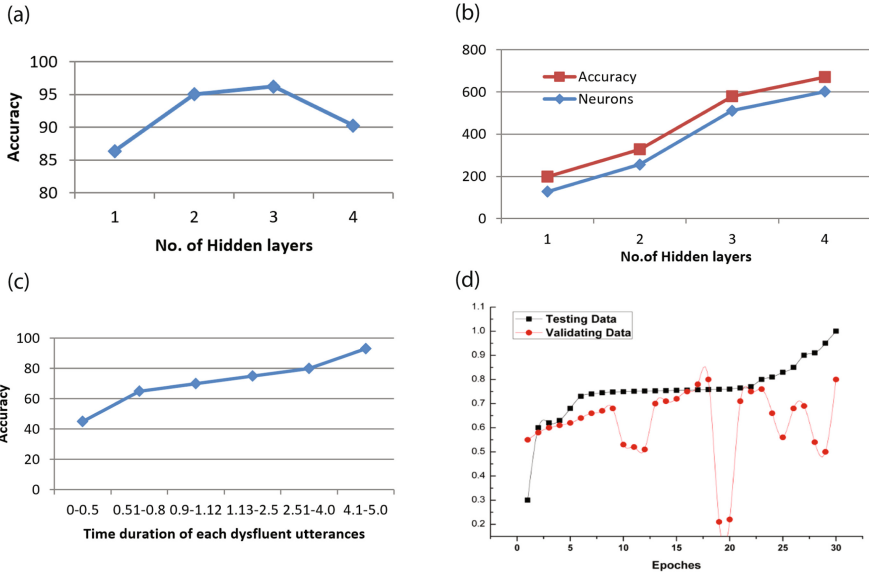 (a)
100
95
90
85
80
Accuracy
1 2 3 4
No. of Hidden layers
(b)
800
600
400
200
0
Accuracy
Neurons
1 2 3 4
No.of Hidden layers
(c)
100
80
60
40
20
0
Accuracy
0-0.5 0.51-0.8 0.9-1.12 1.13-2.5 2.51-4.0 4.1-5.0
Time duration of each dysfluent utterances
(d)
1.1
1.0
0.9
0.8
0.7
0.6
0.5
0.4
0.3
0.2
Testing Data
Validating Data
0 5 10 15 20 25 30
Epoches